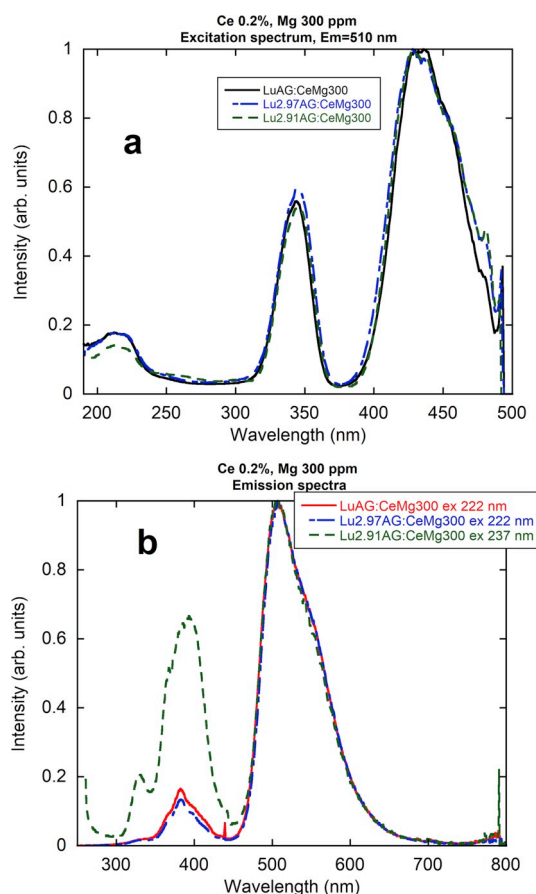 Ce 0.2%, Mg 300 ppm
Excitation spectrum, Em=510 nm
1
0.8
0.6
0.4
0.2
0
Intensity (arb. units)
a
LuAG:CeMg300
Lu2.97AG:CeMg300
Lu2.91AG:CeMg300
200 250 300 350 400 450 500
Wavelength (nm)
Ce 0.2%, Mg 300 ppm
Emission spectra
1
0.8
0.6
0.4
0.2
0
Intensity (arb. units)
b
LuAG:CeMg300 ex 222 nm
Lu2.97AG:CeMg300 ex 222 nm
Lu2.91AG:CeMg300 ex 237 nm
300 400 500 600 700 800
Wavelength (nm)